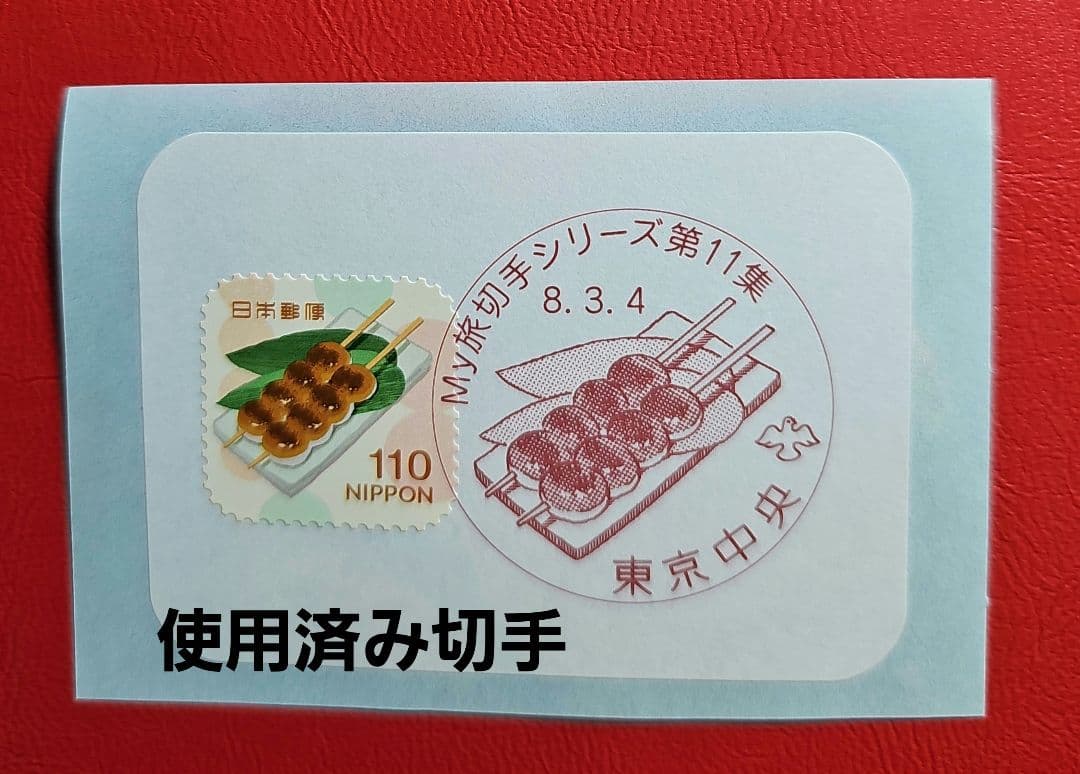 日本郵便
110
NIPPON
My旅切手シリーズ第11集
8.3.4
東京中央
使用済み切手